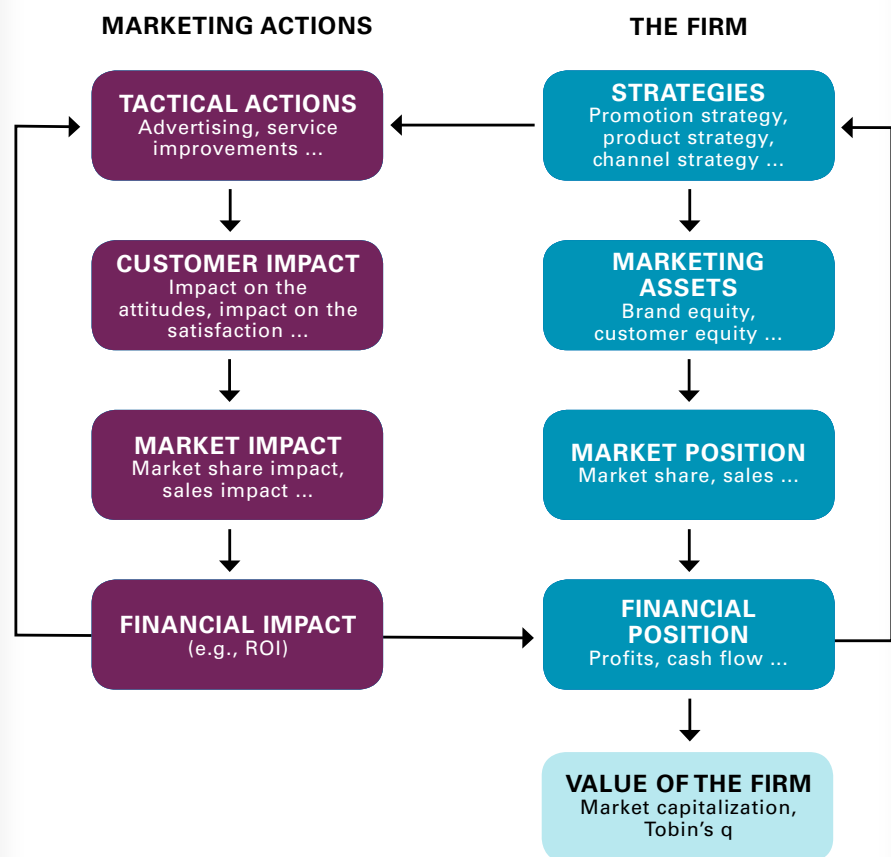 MARKETING ACTIONS
THE FIRM
TACTICAL ACTIONS
Advertising, service
improvements ...
STRATEGIES
Promotion strategy,
product strategy,
channel strategy ...
CUSTOMER IMPACT
Impact on the
attitudes, impact on the
satisfaction ...
MARKETING
ASSETS
Brand equity,
customer equity ...
MARKET IMPACT
Market share impact,
sales impact ...
MARKET POSITION
Market share, sales ...
FINANCIAL IMPACT
(e.g., ROI)
FINANCIAL
POSITION
Profits, cash flow ...
VALUE OF THE FIRM
Market capitalization,
Tobin's q